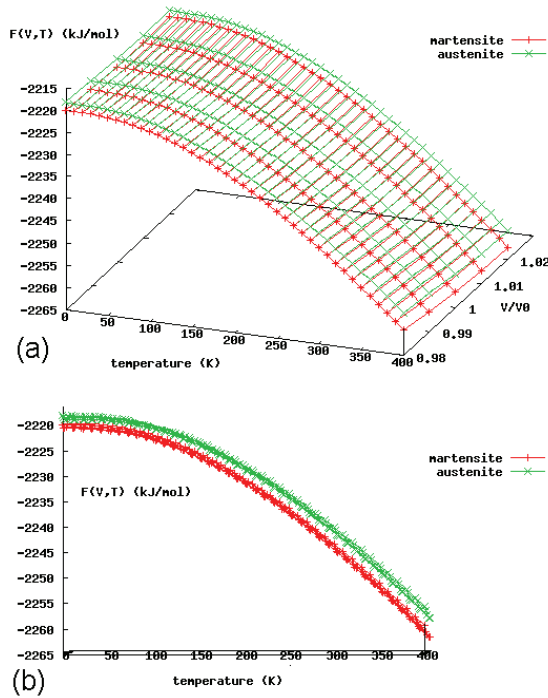 F(V,T) (kJ/mol)
martensite
austenite
-2215
-2220
-2225
-2230
-2235
-2240
-2245
-2250
-2255
-2260
-2265
0
50
100
150
200
250
300
350
400
0.98
0.99
1
1.01
1.02
V/V0
temperature (K)
(a)
martensite
austenite
F(V,T) (kJ/mol)
-2220
-2225
-2230
-2235
-2240
-2245
-2250
-2255
-2260
-2265
0 50 100 150 200 250 300 350 400
temperature (K)
(b)